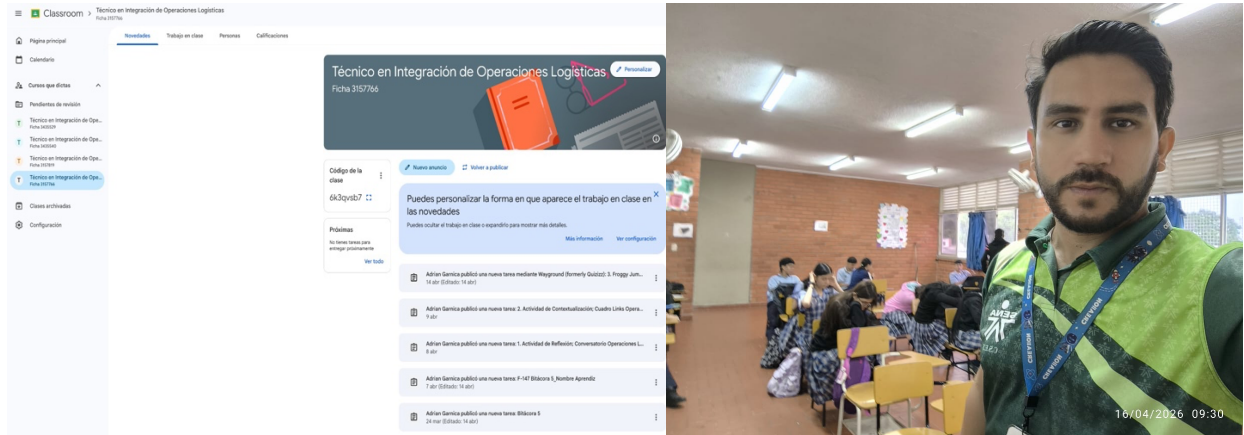 Classroom
Técnico en Integración de Operaciones Logísticas
Ficha 3157766
Página principal
Calendario
Cursos que dictas
Pendientes de revisión
T
Técnico en Integración de Ope...
T
Técnico en Integración de Ope...
T
Técnico en Integración de Ope...
T
Técnico en Integración de Ope...
Ficha 3157766
Clases archivadas
Configuración
Novedades
Trabajo en clase
Personas
Calificaciones
Técnico en Integración de Operaciones Logísticas
Ficha 3157766
Personalizar
Código de la clase
6k3qvsb7
Próximas
No tienes tareas para
entregar próximamente
Ver todo
Nuevo anuncio
Volver a publicar
Puedes personalizar la forma en que aparece el trabajo en clase en
las novedades
Puedes ocultar el trabajo en clase o expandirlo para mostrar más detalles.
Más información
Ver configuración
Adrian Garnica publicó una nueva tarea mediante Wayground (formerly Quizizz): 3. Froggy Jum...
14 abr (Editado: 14 abr)
Adrian Garnica publicó una nueva tarea: 2. Actividad de Contextualización; Cuadro Links Opera...
9 abr
Adrian Garnica publicó una nueva tarea: 1. Actividad de Reflexión; Conversatorio Operaciones L...
8 abr
Adrian Garnica publicó una nueva tarea: F-147 Bitácora 5_Nombre Aprendiz
7 abr (Editado: 14 abr)
Adrian Garnica publicó una nueva tarea: Bitácora 5
24 mar (Editado: 14 abr)
SENA
16/04/2026 09:30